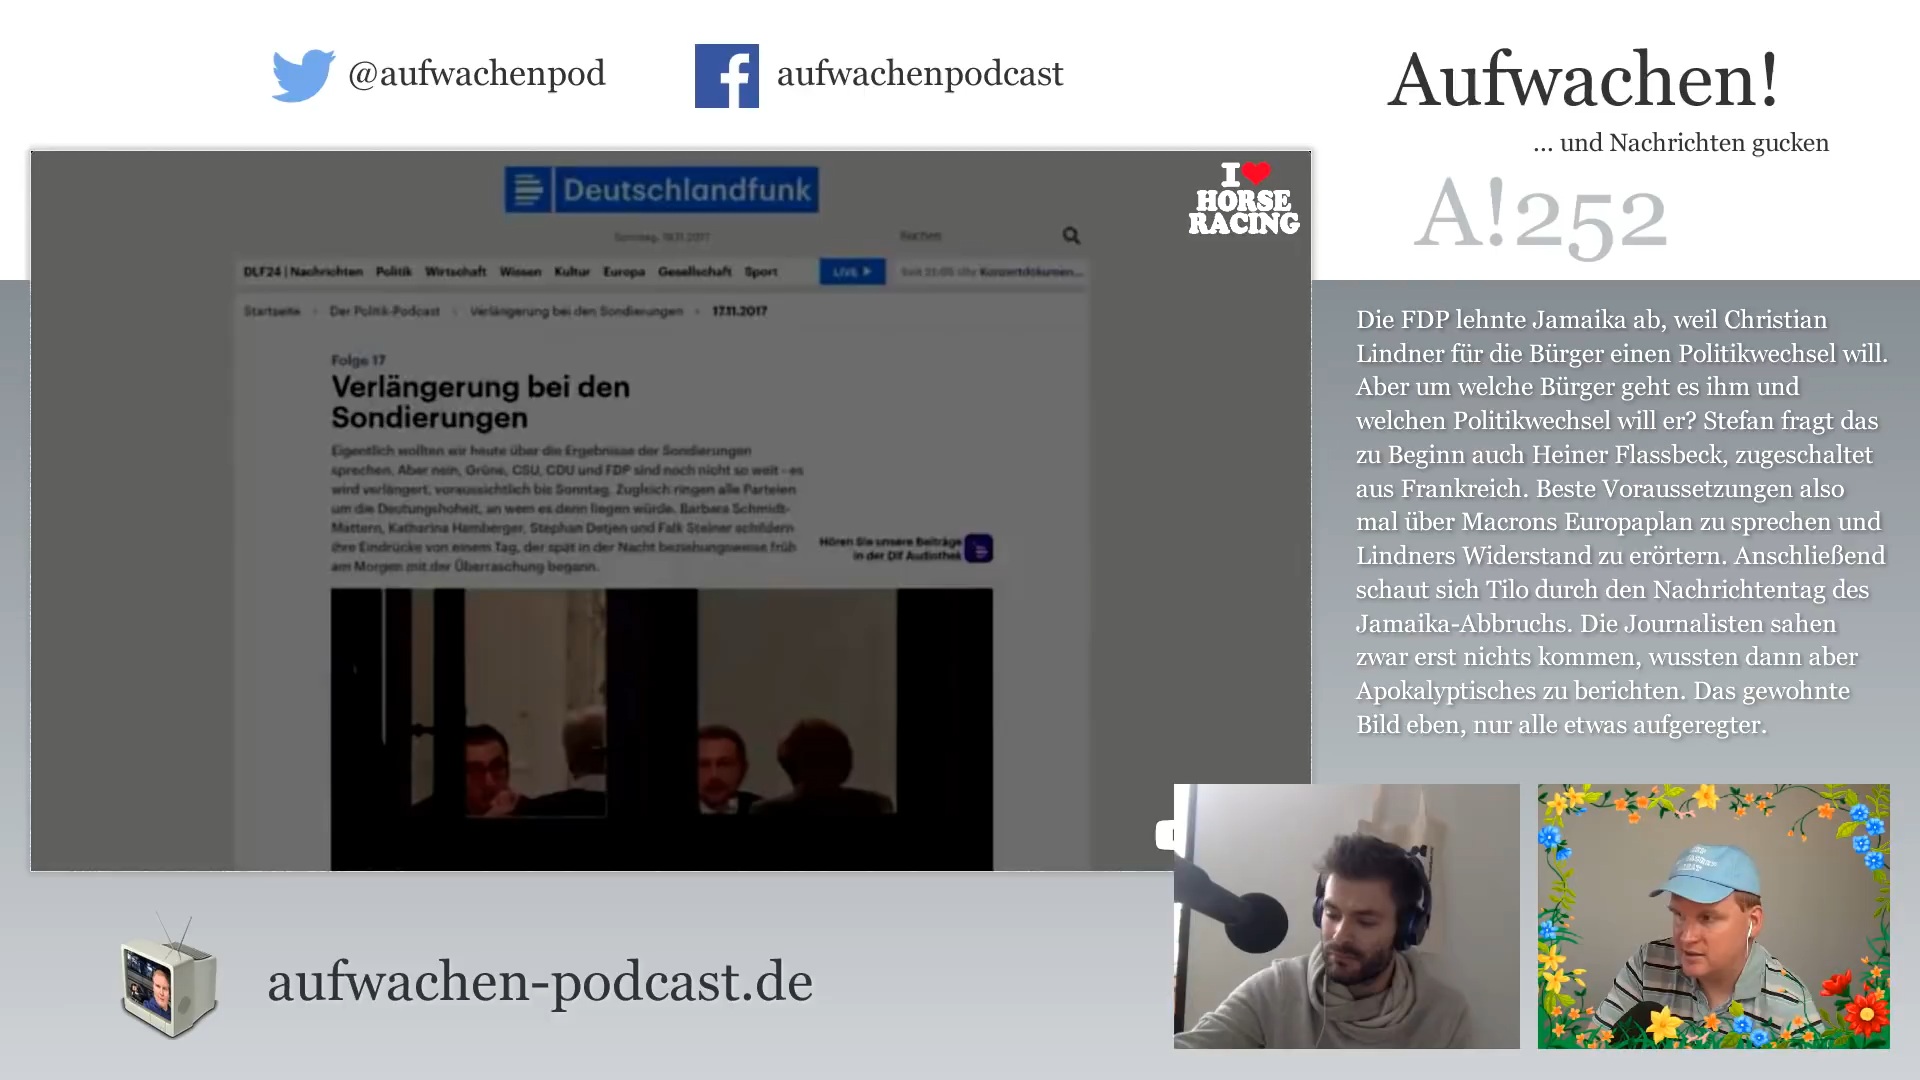 @aufwachenpod
aufwachenpodcast
Aufwachen!
... und Nachrichten gucken
A!252
I
HORSE
RACING
Deutschlandfunk
Sonntag, 19.11.2017
Suchen
DLF24 | Nachrichten Politik Wirtschaft Wissen Kultur Europa Gesellschaft Sport
LIVE
Seit 21:05 Uhr Konzertdokumen...
Startseite Der Politik-Podcast Verlängerung bei den Sondierungen 17.11.2017
Folge 17
Verlängerung bei den
Sondierungen
Eigentlich wollten wir heute über die Ergebnisse der Sondierungen
sprechen. Aber nein, Grüne, CSU, CDU und FDP sind noch nicht so weit - es
wird verlängert, voraussichtlich bis Sonntag. Zugleich ringen alle Parteien
um die Deutungshoheit, an wem es denn liegen würde. Barbara Schmidt-
Mattern, Katharina Hamberger, Stephan Detjen und Falk Steiner schildern
ihre Eindrücke von einem Tag, der spät in der Nacht beziehungsweise früh
am Morgen mit der Überraschung begann.
Hören Sie unsere Beiträge
in der Dlf Audiothek
Die FDP lehnte Jamaika ab, weil Christian
Lindner für die Bürger einen Politikwechsel will.
Aber um welche Bürger geht es ihm und
welchen Politikwechsel will er? Stefan fragt das
zu Beginn auch Heiner Flassbeck, zugeschaltet
aus Frankreich. Beste Voraussetzungen also
mal über Macrons Europaplan zu sprechen und
Lindners Widerstand zu erörtern. Anschließend
schaut sich Tilo durch den Nachrichtentag des
Jamaika-Abbruchs. Die Journalisten sahen
zwar erst nichts kommen, wussten dann aber
Apokalyptisches zu berichten. Das gewohnte
Bild eben, nur alle etwas aufgeregter.
aufwachen-podcast.de